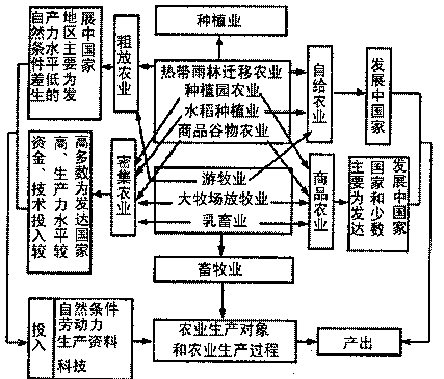 种植业
自然条件差生
产力水平低的
地区主要为发
展中国家
粗放农业
热带雨林迁移农业
种植园农业
水稻种植业
商品谷物农业
自给农业
发展中国家
资金、技术投入较
高、生产力水平较
高多数为发达国家
密集农业
游牧业
大牧场放牧业
乳畜业
商品农业
主要为发达
国家和少数
发展中国家
畜牧业
投入
自然条件
劳动力
生产资料
科技
农业生产对象
和农业生产过程
产出